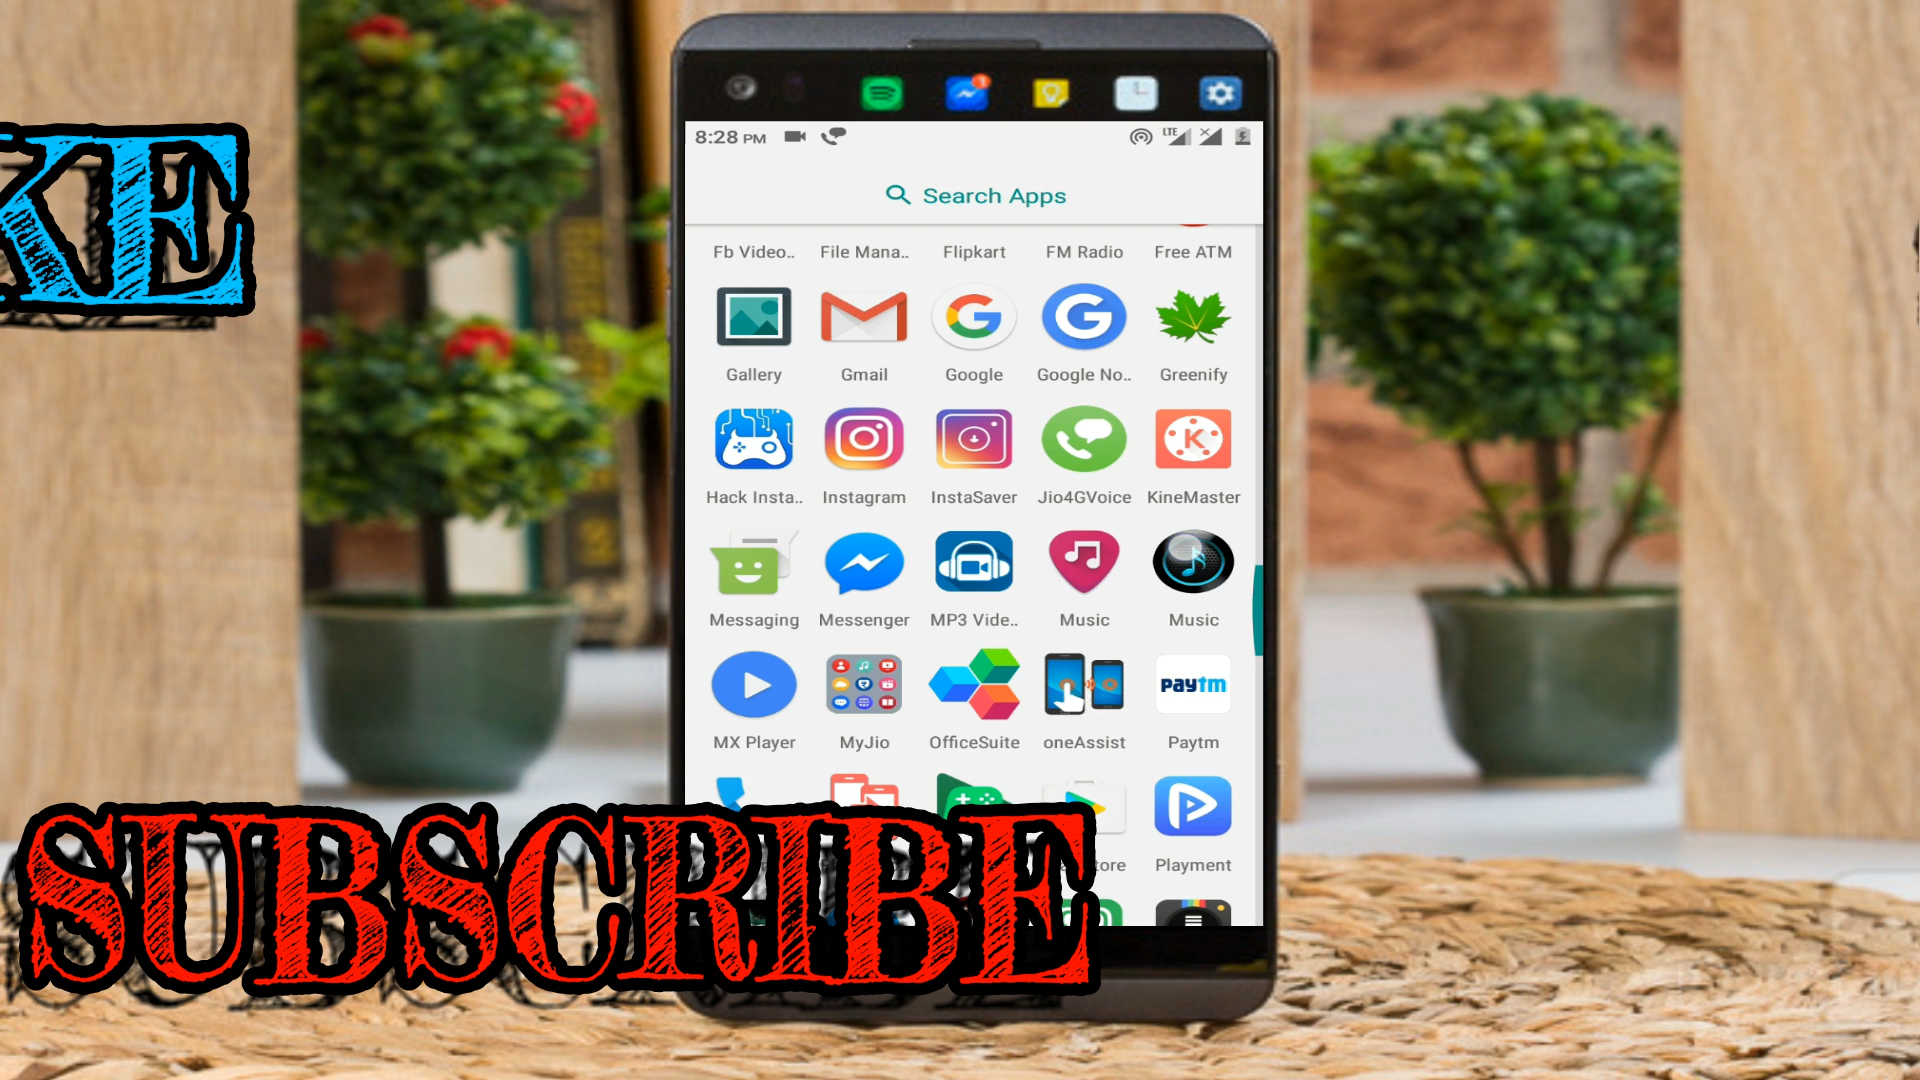 KE
8:28 PM
LTE
Search Apps
Fb Video.. File Mana.. Flipkart FM Radio Free ATM
Gallery Gmail Google Google No.. Greenify
Hack Insta.. Instagram InstaSaver Jio4GVoice KineMaster
Messaging Messenger MP3 Vide.. Music Music
MX Player MyJio OfficeSuite oneAssist Paytm
paytm
tore Playment
SUBSCRIBE